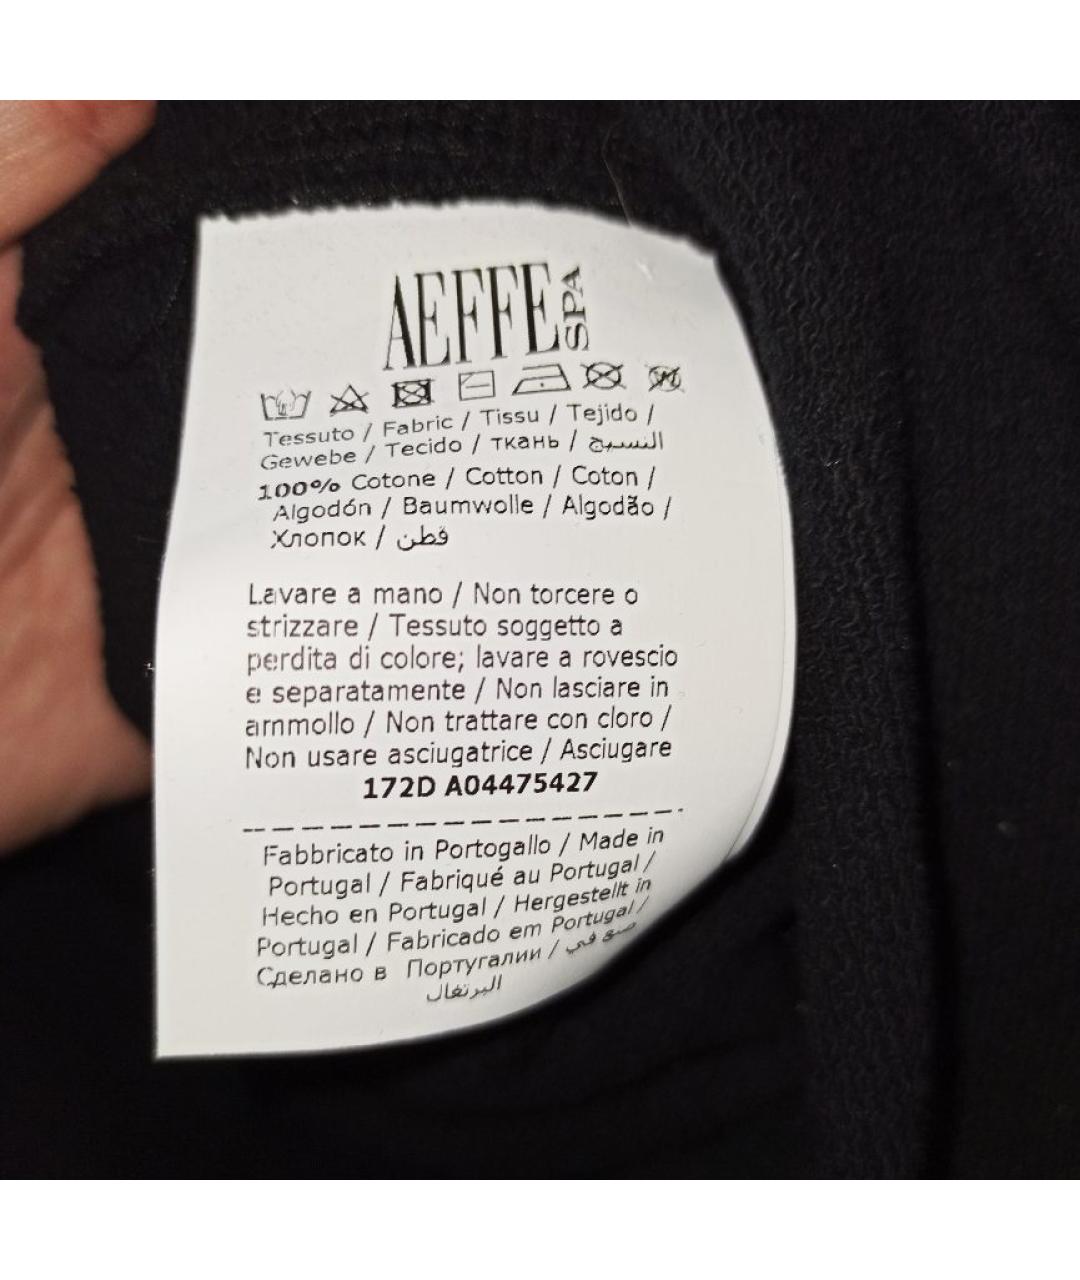 AEFFE SPA
Tessuto / Fabric / Tissu / Tejido /
Gewebe / Tecido / ткань / النسيج
100% Cotone / Cotton / Coton /
Algodón / Baumwolle / Algodão /
Хлопок / قطن
Lavare a mano / Non torcere o
strizzare / Tessuto soggetto a
perdita di colore; lavare a rovescio
e separatamente / Non lasciare in
ammollo / Non trattare con cloro /
Non usare asciugatrice / Asciugare
172D A04475427
Fabbricato in Portogallo / Made in
Portugal / Fabriqué au Portugal /
Hecho en Portugal / Hergestellt in
Portugal / Fabricado em Portugal /
Сделано в Португалии / صنع في
البرتغال